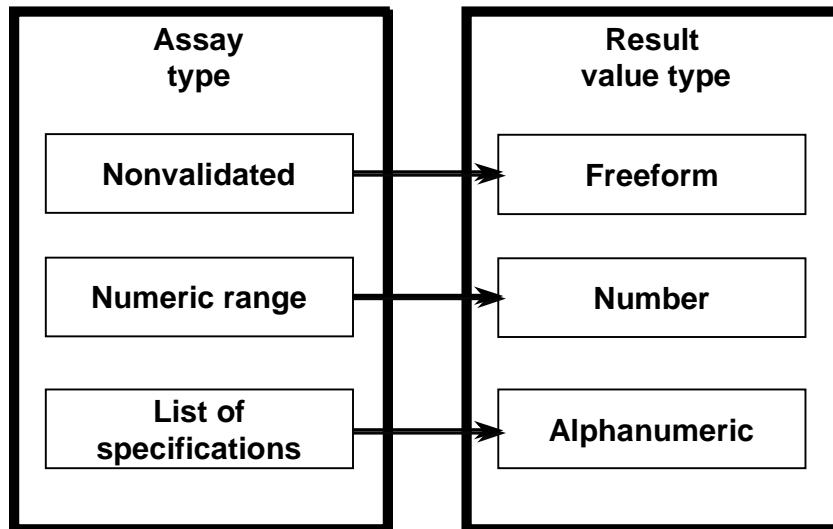 Assay
type
Nonvalidated
Numeric range
List of
specifications
Result
value type
Freeform
Number
Alphanumeric